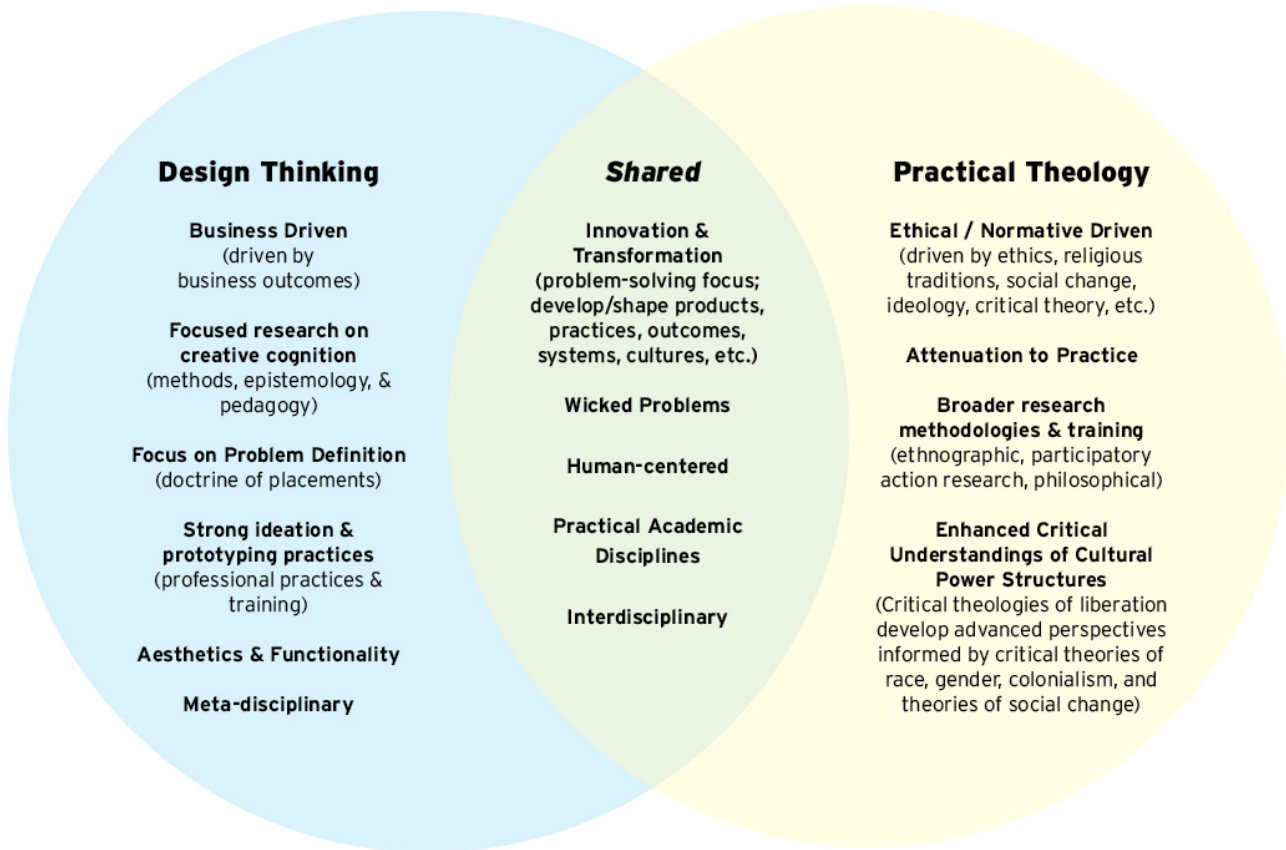 Design Thinking
Business Driven
(driven by
business outcomes)
Focused research on
creative cognition
(methods, epistemology, &
pedagogy)
Focus on Problem Definition
(doctrine of placements)
Strong ideation &
prototyping practices
(professional practices &
training)
Aesthetics & Functionality
Meta-disciplinary
Shared
Innovation &
Transformation
(problem-solving focus;
develop/shape products,
practices, outcomes,
systems, cultures, etc.)
Wicked Problems
Human-centered
Practical Academic
Disciplines
Interdisciplinary
Practical Theology
Ethical / Normative Driven
(driven by ethics, religious
traditions, social change,
ideology, critical theory, etc.)
Attenuation to Practice
Broader research
methodologies & training
(ethnographic, participatory
action research, philosophical)
Enhanced Critical
Understandings of Cultural
Power Structures
(Critical theologies of liberation
develop advanced perspectives
informed by critical theories of
race, gender, colonialism, and
theories of social change)